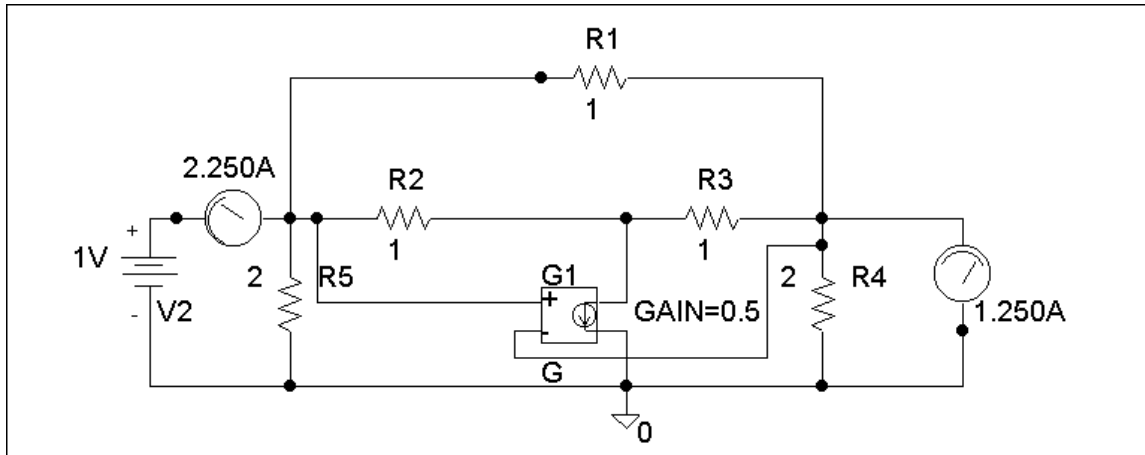 R1
1
2.250A
R2
1
R3
1
+
1V
-
V2
2
R5
G1
+
-
G
GAIN=0.5
2
R4
1.250A
0